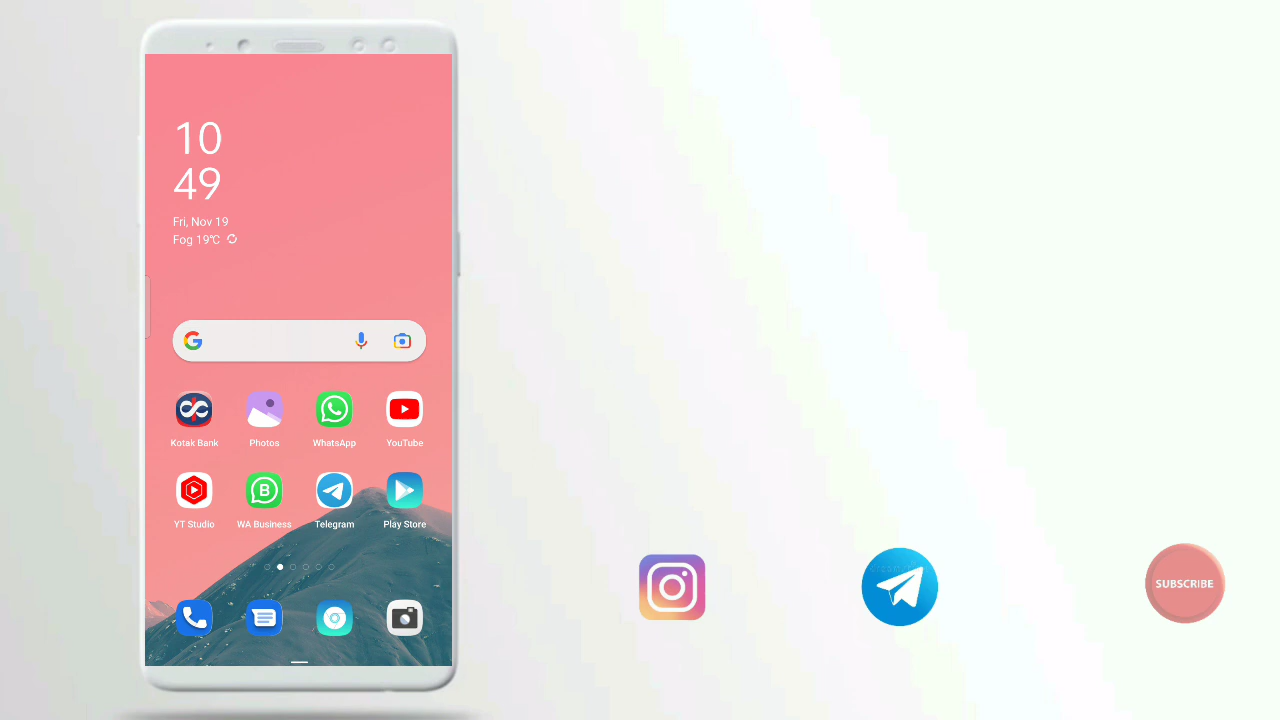 10
49
Fri, Nov 19
Fog 19℃
Kotak Bank Photos WhatsApp YouTube
YT Studio WA Business Telegram Play Store
SUBSCRIBE